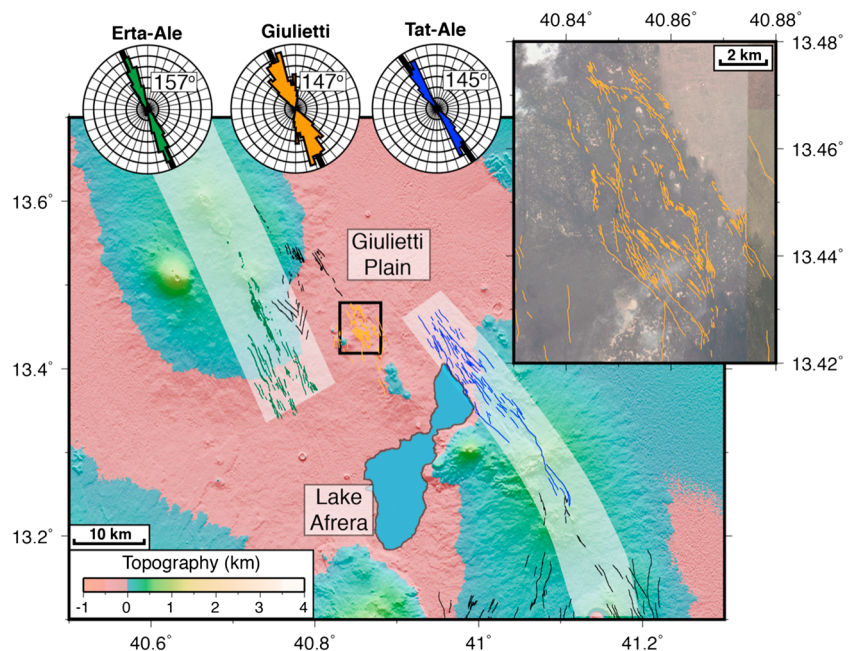 Erta-Ale
Giulietti
Tat-Ale
157°
147°
145°
40.84°
40.86°
40.88°
2 km
13.48°
13.46°
13.44°
13.42°
13.6°
13.4°
13.2°
Giulietti
Plain
Lake
Afrera
10 km
Topography (km)
-1
0
1
2
3
4
40.6°
40.8°
41°
41.2°